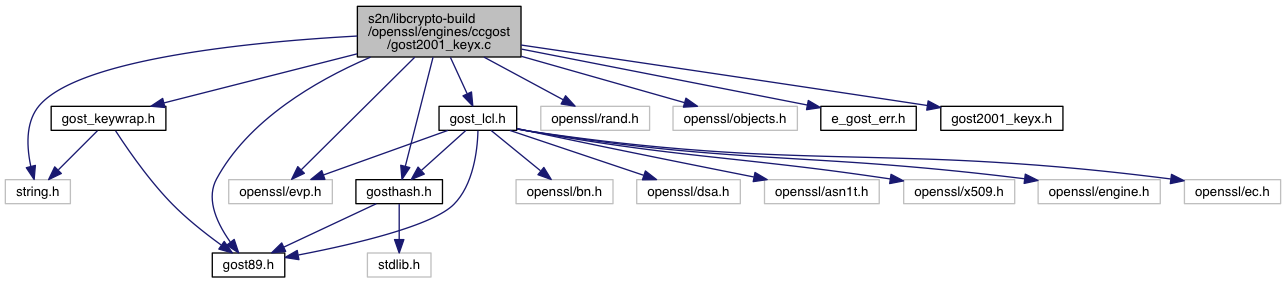 s2n/libcrypto-build
/openssl/engines/ccgost
/gost2001_keyx.c
gost_keywrap.h
gost_lcl.h
openssl/rand.h
openssl/objects.h
e_gost_err.h
gost2001_keyx.h
string.h
openssl/evp.h
gosthash.h
openssl/bn.h
openssl/dsa.h
openssl/asn1t.h
openssl/x509.h
openssl/engine.h
openssl/ec.h
gost89.h
stdlib.h